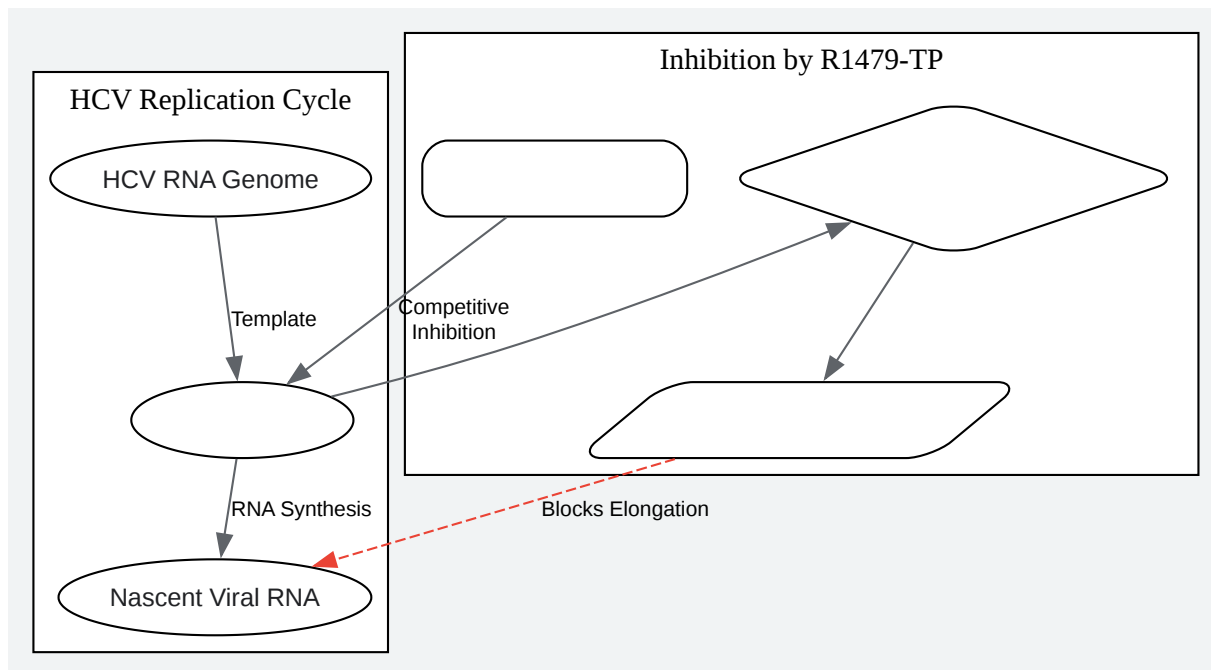 Inhibition by R1479-TP
HCV Replication Cycle
HCV RNA Genome
Template
Competitive
Inhibition
RNA Synthesis
Blocks Elongation
Nascent Viral RNA